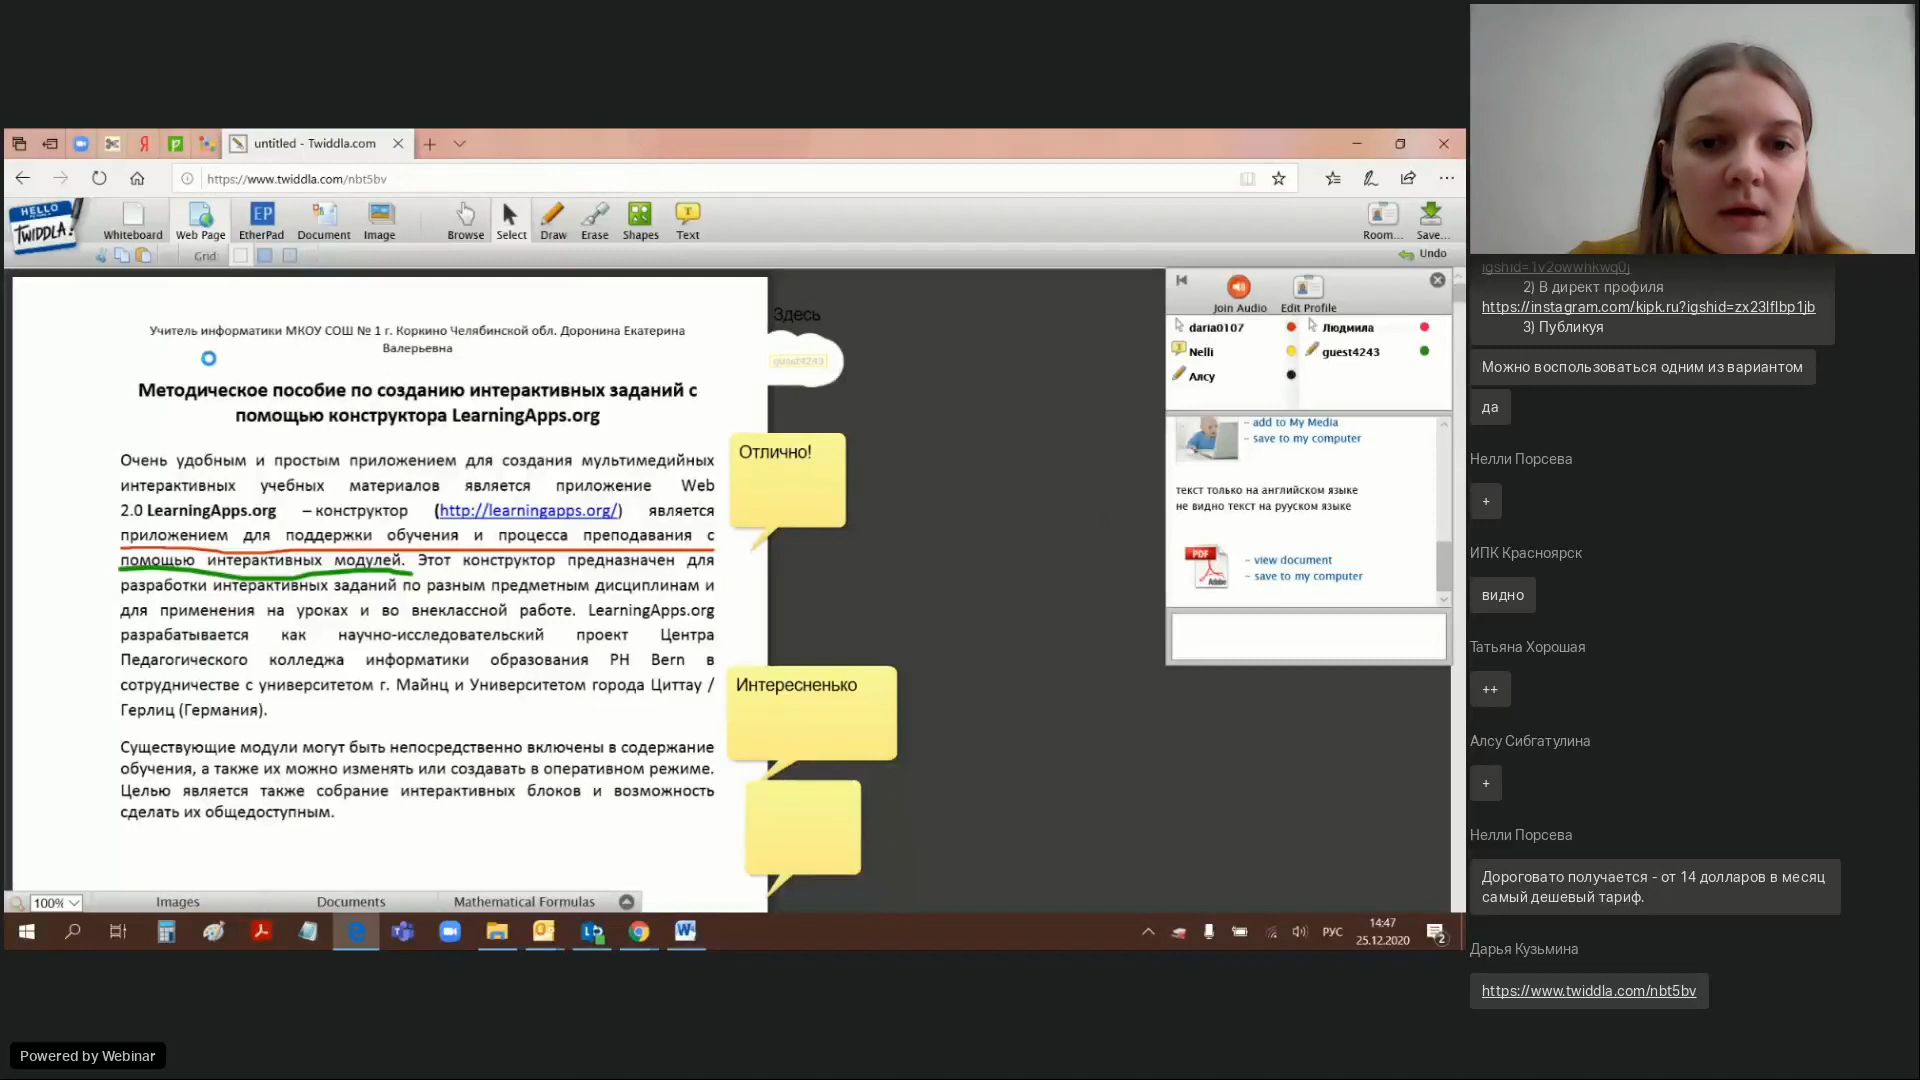 untitled - Twiddla.com
https://www.twiddla.com/nbt5bv
HELLO
TWIDDLA!
Whiteboard
Web Page
EP
EtherPad
Document
Image
Browse
Select
Draw
Erase
Shapes
Text
Room...
Save...
Grid:
Undo
Учитель информатики МКОУ СОШ № 1 г. Коркино Челябинской обл. Доронина Екатерина
Валерьевна
Методическое пособие по созданию интерактивных заданий с
помощью конструктора LearningApps.org
Очень удобным и простым приложением для создания мультимедийных
интерактивных учебных материалов является приложение Web
2.0 LearningApps.org – конструктор (http://learningapps.org/) является
приложением для поддержки обучения и процесса преподавания с
помощью интерактивных модулей. Этот конструктор предназначен для
разработки интерактивных заданий по разным предметным дисциплинам и
для применения на уроках и во внеклассной работе. LearningApps.org
разрабатывается как научно-исследовательский проект Центра
Педагогического колледжа информатики образования PH Bern в
сотрудничестве с университетом г. Майнц и Университетом города Циттау /
Герлиц (Германия).
Существующие модули могут быть непосредственно включены в содержание
обучения, а также их можно изменять или создавать в оперативном режиме.
Целью является также собрание интерактивных блоков и возможность
сделать их общедоступным.
Здесь
guest4243
Отлично!
Интересненько
Join Audio
Edit Profile
daria0107
Людмила
Nelli
guest4243
Алсу
– add to My Media
– save to my computer
текст только на английском языке
не видно текст на рууском языке
PDF
Adobe
– view document
– save to my computer
100%
Images
Documents
Mathematical Formulas
РУС
14:47
25.12.2020
2
igshid=1v2owwhkwq0j
2) В директ профиля
https://instagram.com/kipk.ru?igshid=zx23lflbp1jb
3) Публикуя
Можно воспользоваться одним из вариантом
да
Нелли Порсева
+
ИПК Красноярск
видно
Татьяна Хорошая
++
Алсу Сибгатулина
+
Нелли Порсева
Дороговато получается - от 14 долларов в месяц
самый дешевый тариф.
Дарья Кузьмина
https://www.twiddla.com/nbt5bv
Powered by Webinar